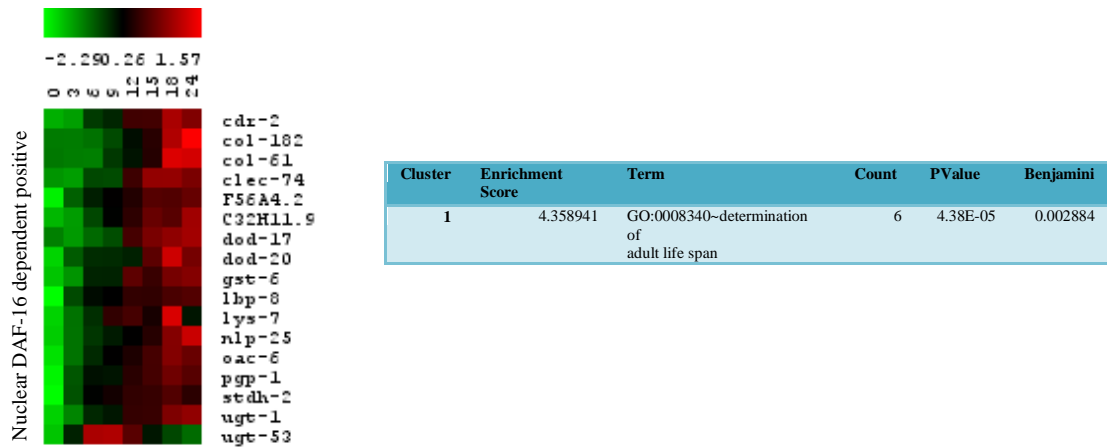 -2.290.26 1.57
0 3 6 9 12 15 18 24
Nuclear DAF-16 dependent positive
cdr-2
col-182
col-61
clec-74
F56A4.2
C32H11.9
dod-17
dod-20
gst-6
lbp-8
lys-7
nlp-25
oac-6
pgp-1
stdh-2
ugt-1
ugt-53
Cluster Enrichment Score Term Count PValue Benjamini
1 4.358941 GO:0008340~determination 6 4.38E-05 0.002884
of
adult life span